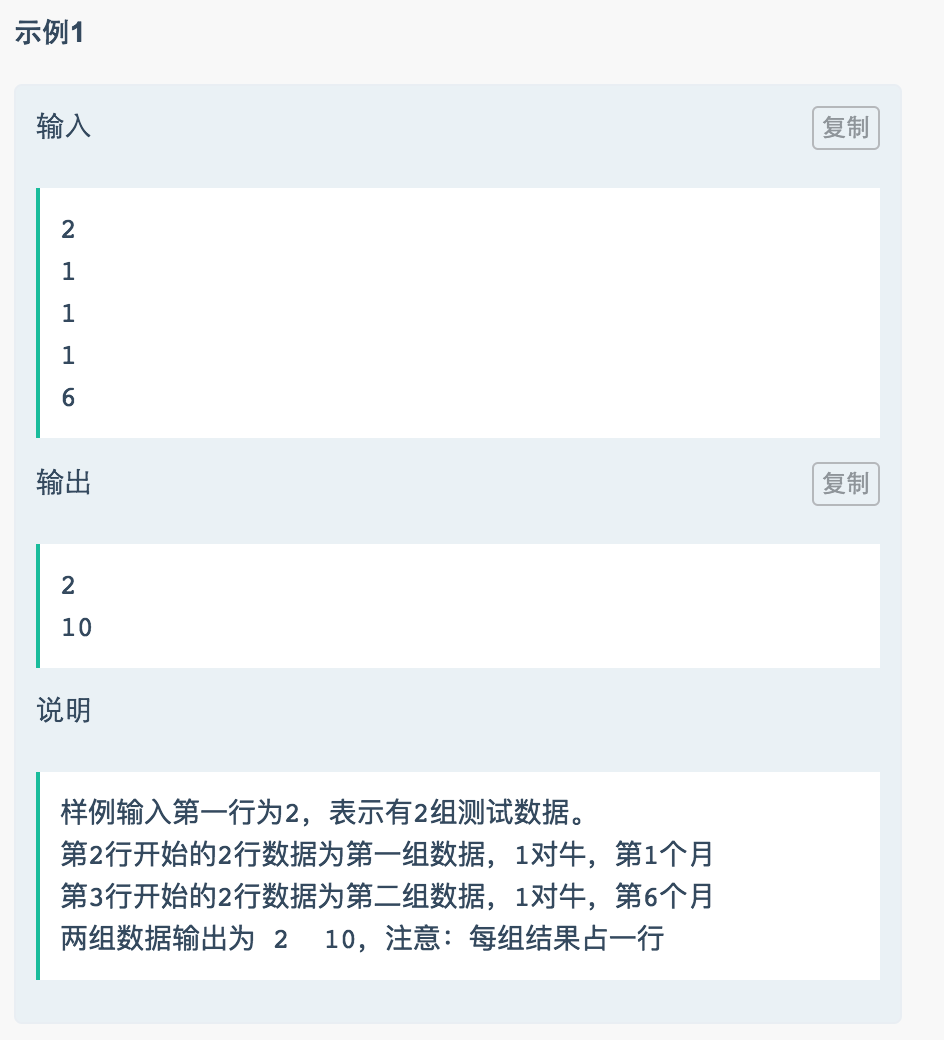 示例1
输入
复制
2
1
1
1
6
输出
复制
2
10
说明
样例输入第一行为2，表示有2组测试数据。
第2行开始的2行数据为第一组数据，1对牛，第1个月
第3行开始的2行数据为第二组数据，1对牛，第6个月
两组数据输出为 2  10，注意：每组结果占一行